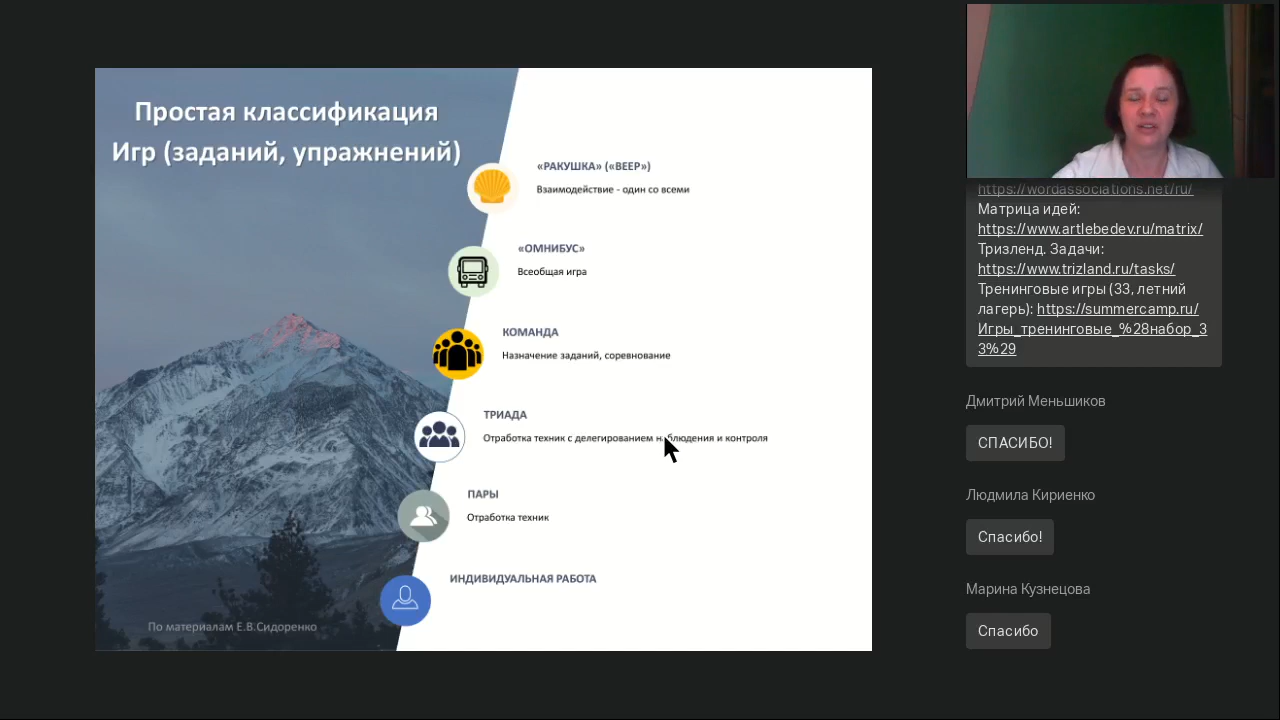 Простая классификация
Игр (заданий, упражнений)
«РАКУШКА» («ВЕЕР»)
Взаимодействие - один со всеми
«ОМНИБУС»
Всеобщая игра
КОМАНДА
Назначение заданий, соревнование
ТРИАДА
Отработка техник с делегированием наблюдения и контроля
ПАРЫ
Отработка техник
ИНДИВИДУАЛЬНАЯ РАБОТА
По материалам Е.В.Сидоренко
https://wordassociations.net/ru/
Матрица идей:
https://www.artlebedev.ru/matrix/
Тризленд. Задачи:
https://www.trizland.ru/tasks/
Тренинговые игры (33, летний
лагерь): https://summercamp.ru/
Игры_тренинговые_%28набор_3
3%29
Дмитрий Меньшиков
СПАСИБО!
Людмила Кириенко
Спасибо!
Марина Кузнецова
Спасибо